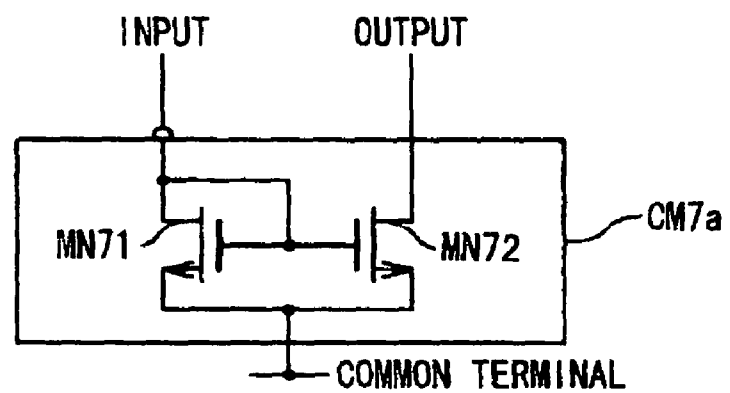 INPUT
OUTPUT
CM7a
MN71
MN72
COMMON TERMINAL